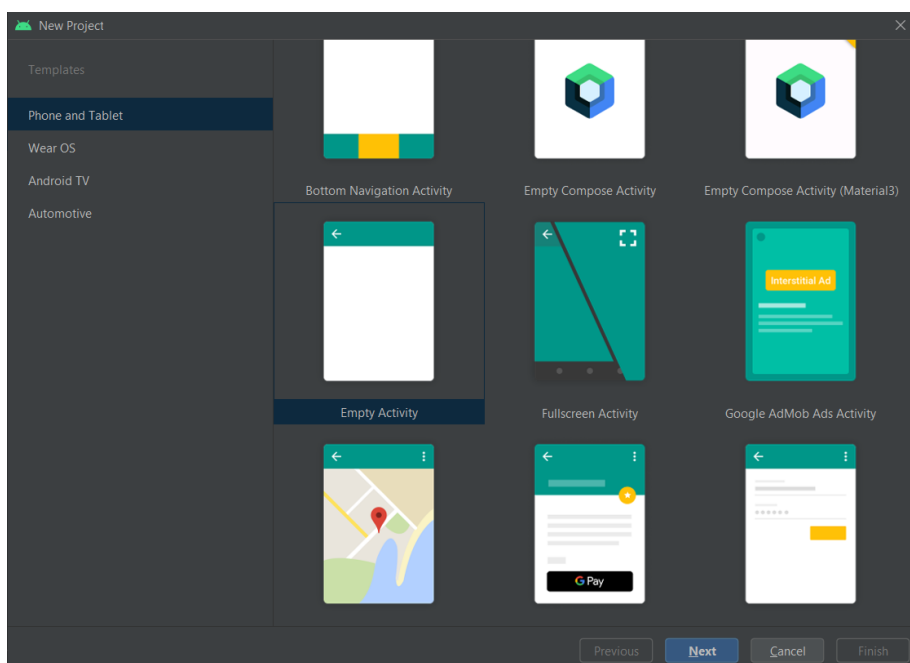 New Project
Templates
Phone and Tablet
Wear OS
Android TV
Automotive
Bottom Navigation Activity
Empty Compose Activity
Empty Compose Activity (Material3)
Interstitial Ad
Empty Activity
Fullscreen Activity
Google AdMob Ads Activity
G Pay
Previous
Next
Cancel
Finish